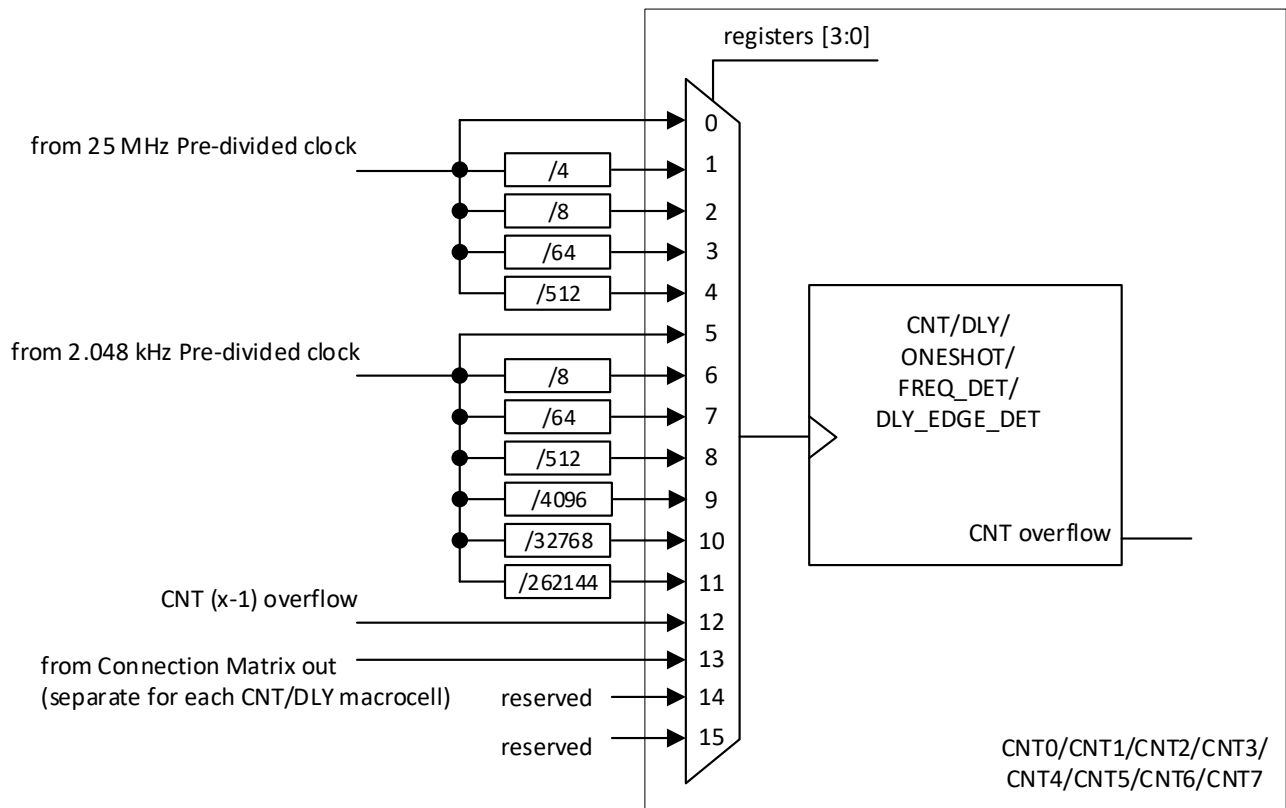 registers [3:0]
from 25 MHz Pre-divided clock
0
/4
1
/8
2
/64
3
/512
4
from 2.048 kHz Pre-divided clock
5
/8
6
/64
7
/512
8
/4096
9
/32768
10
/262144
11
CNT (x-1) overflow
12
from Connection Matrix out
(separate for each CNT/DLY macrocell)
13
reserved
14
reserved
15
CNT/DLY/
ONESHOT/
FREQ_DET/
DLY_EDGE_DET
CNT overflow
CNT0/CNT1/CNT2/CNT3/
CNT4/CNT5/CNT6/CNT7